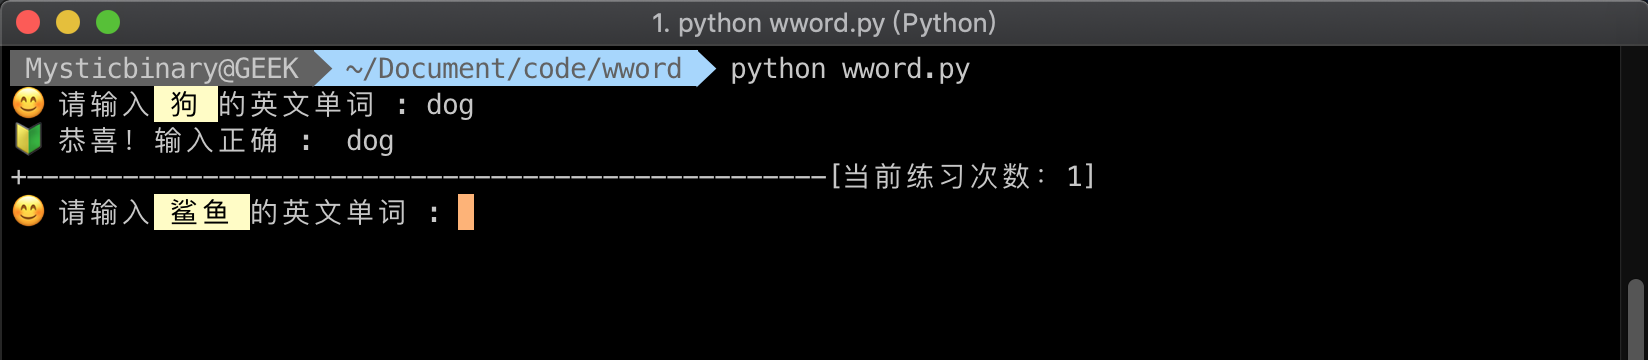 1. python wword.py (Python)
Mysticbinary@GEEK ~/Document/code/wword python wword.py
😊 请输入 狗 的英文单词 : dog
🔰 恭喜! 输入正确 : dog
+--------------------------------------------------[当前练习次数: 1]
😊 请输入 鲨鱼 的英文单词 :